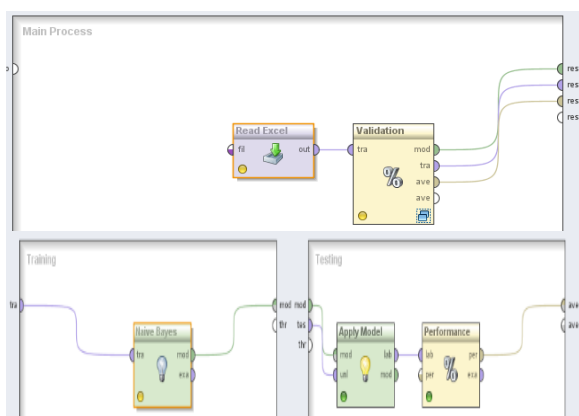 Main Process
res
res
res
res
Read Excel
fil out
Validation
tra mod
tra
ave
ave
%
Training
tra
Naive Bayes
tra mod
exa
mod
thr
Testing
mod
tes
thr
Apply Model
mod lab
unl mod
Performance
lab per
per exa
%
ave
ave